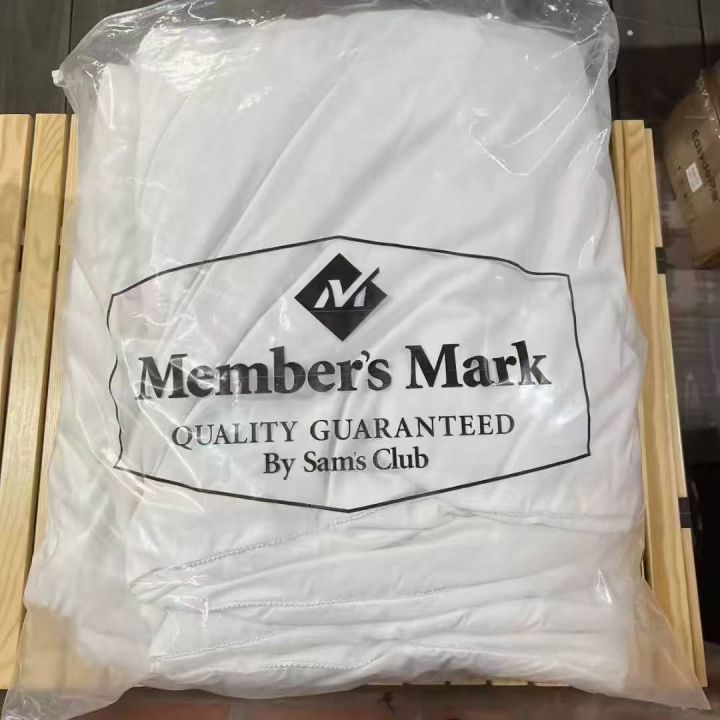 M
Member's Mark
QUALITY GUARANTEED
By Sam's Club